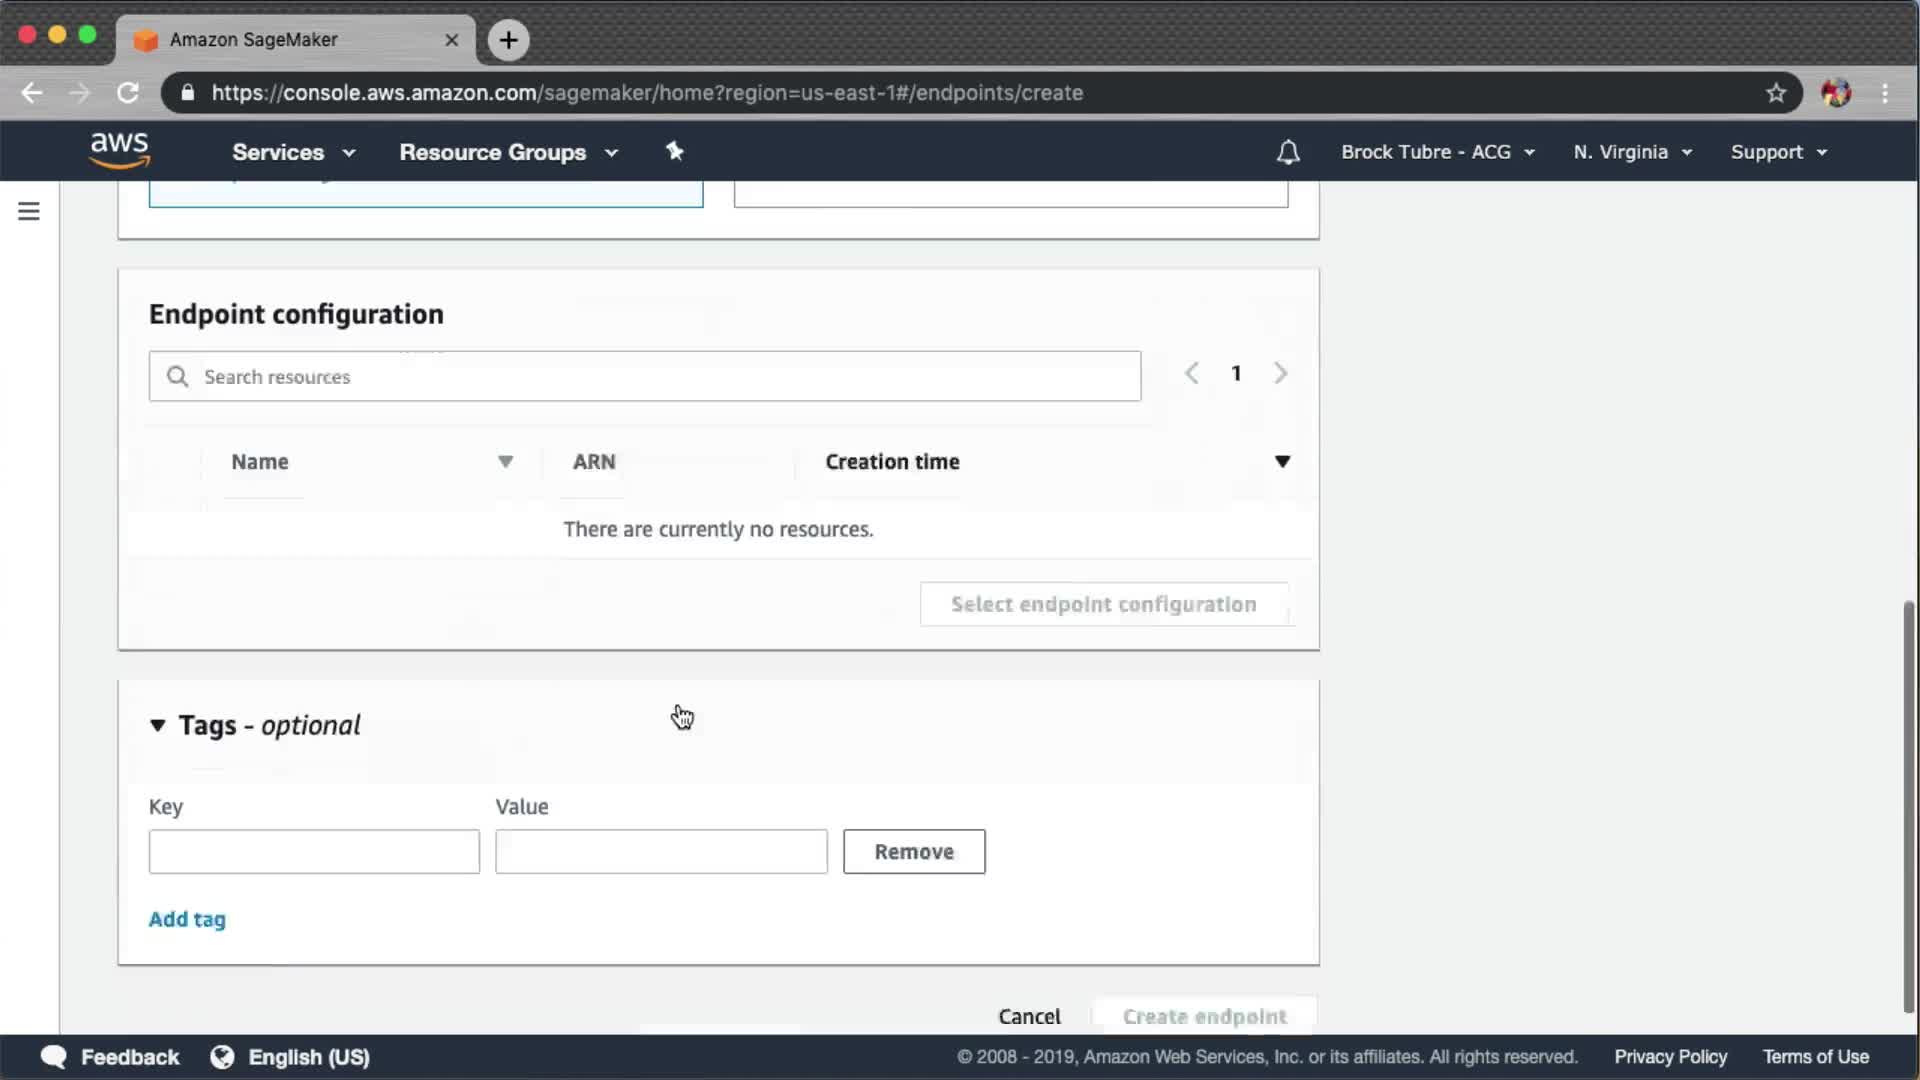 Amazon SageMaker
https://console.aws.amazon.com/sagemaker/home?region=us-east-1#/endpoints/create
aws
Services
Resource Groups
Brock Tubre - ACG
N. Virginia
Support
Endpoint configuration
Search resources
1
Name
ARN
Creation time
There are currently no resources.
Select endpoint configuration
Tags - optional
Key
Value
Remove
Add tag
Cancel
Create endpoint
Feedback
English (US)
© 2008 - 2019, Amazon Web Services, Inc. or its affiliates. All rights reserved.
Privacy Policy
Terms of Use